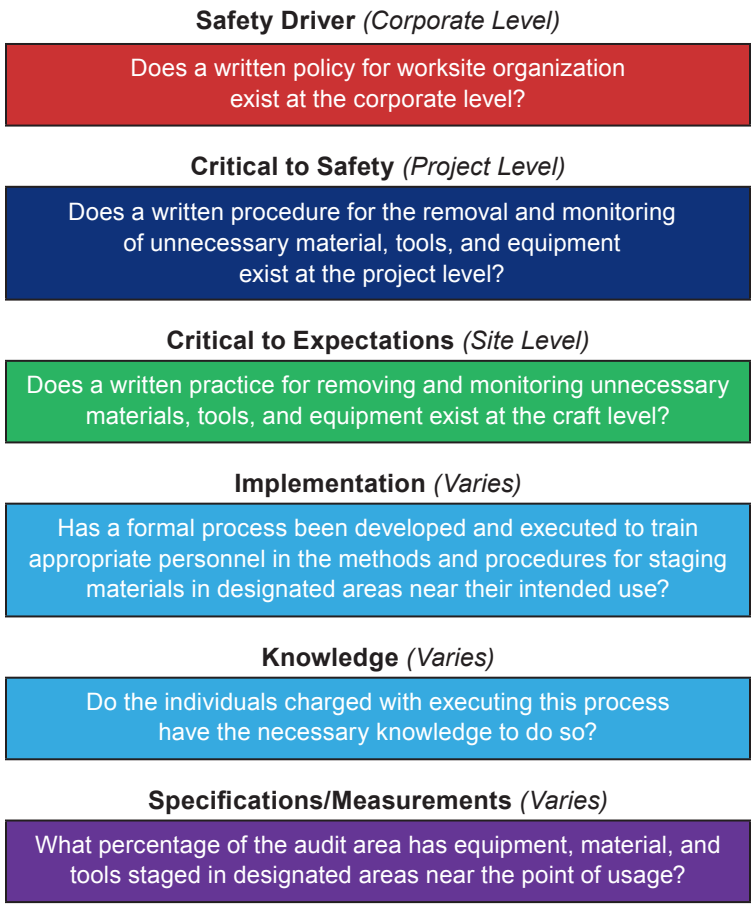 Safety Driver (Corporate Level)
Does a written policy for worksite organization
exist at the corporate level?
Critical to Safety (Project Level)
Does a written procedure for the removal and monitoring
of unnecessary material, tools, and equipment
exist at the project level?
Critical to Expectations (Site Level)
Does a written practice for removing and monitoring unnecessary
materials, tools, and equipment exist at the craft level?
Implementation (Varies)
Has a formal process been developed and executed to train
appropriate personnel in the methods and procedures for staging
materials in designated areas near their intended use?
Knowledge (Varies)
Do the individuals charged with executing this process
have the necessary knowledge to do so?
Specifications/Measurements (Varies)
What percentage of the audit area has equipment, material, and
tools staged in designated areas near the point of usage?